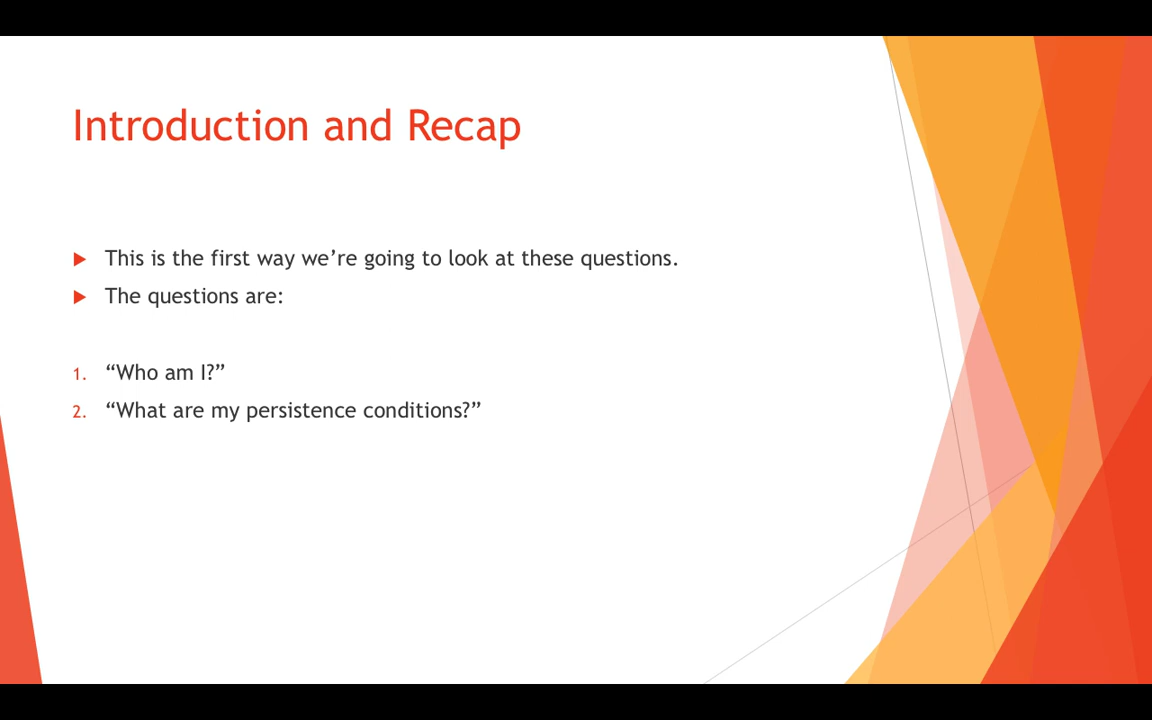 Introduction and Recap
This is the first way we’re going to look at these questions.
The questions are:
1. “Who am I?”
2. “What are my persistence conditions?”